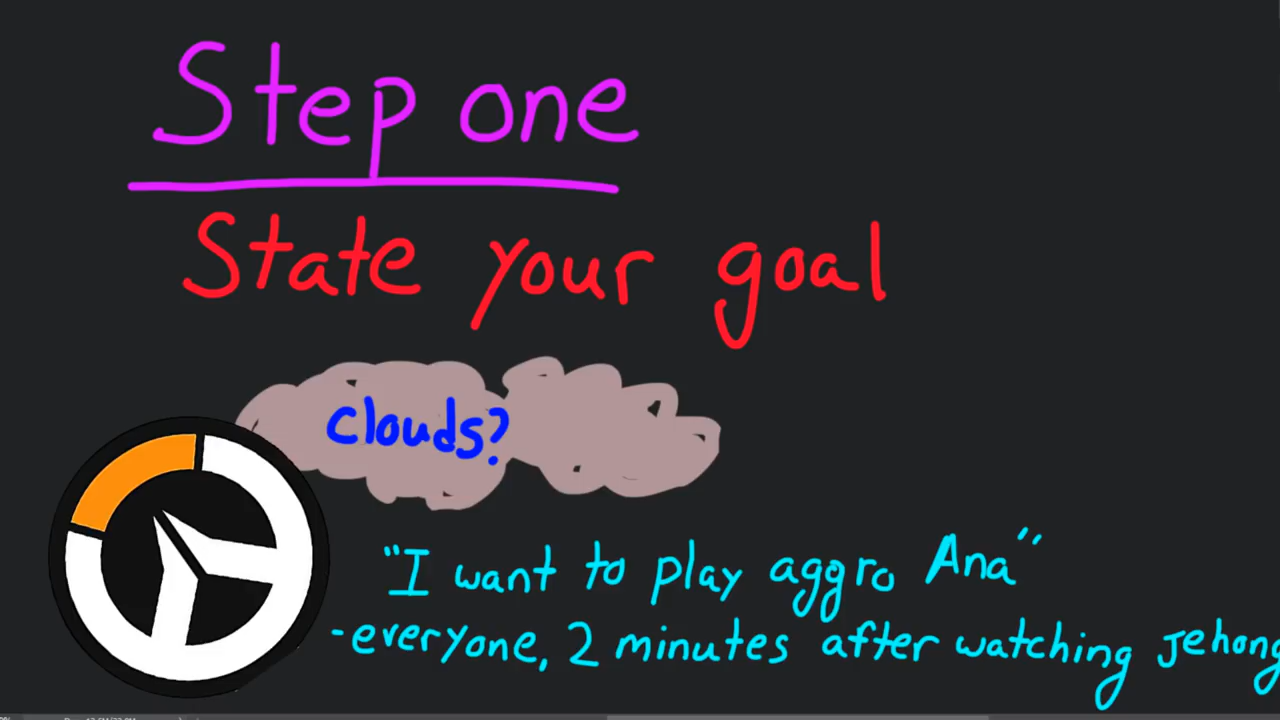 Step one
State your goal
clouds?
"I want to play aggro Ana"
-everyone, 2 minutes after watching Jehong